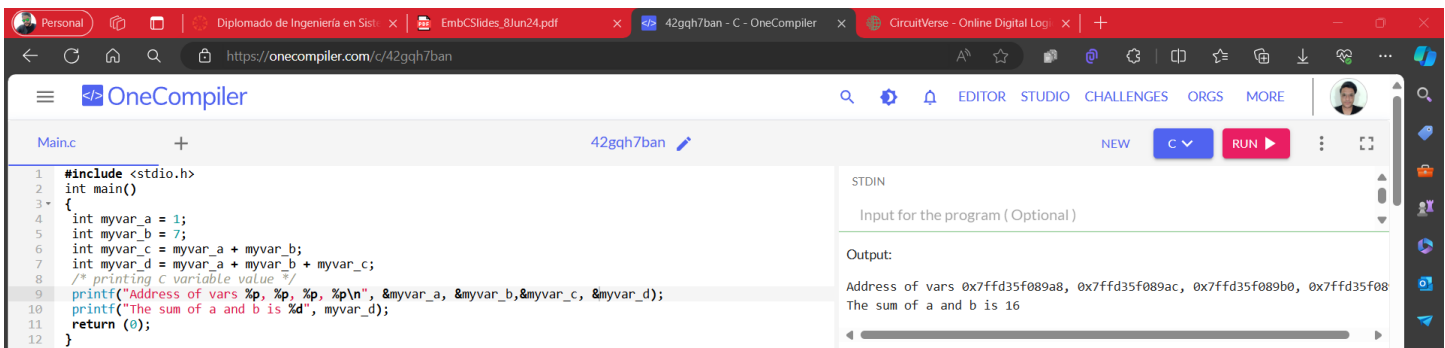 Personal
Diplomado de Ingeniería en Siste
EmbCSlides_8Jun24.pdf
42gqh7ban - C - OneCompiler
CircuitVerse - Online Digital Logi
https://onecompiler.com/c/42gqh7ban
OneCompiler
EDITOR STUDIO CHALLENGES ORGS MORE
Main.c
42gqh7ban
NEW
C
RUN
1 #include <stdio.h>
2 int main()
3 {
4 int myvar_a = 1;
5 int myvar_b = 7;
6 int myvar_c = myvar_a + myvar_b;
7 int myvar_d = myvar_a + myvar_b + myvar_c;
8 /* printing C variable value */
9 printf("Address of vars %p, %p, %p, %p\n", &myvar_a, &myvar_b,&myvar_c, &myvar_d);
10 printf("The sum of a and b is %d", myvar_d);
11 return (0);
12 }
STDIN
Input for the program ( Optional )
Output:
Address of vars 0x7ffd35f089a8, 0x7ffd35f089ac, 0x7ffd35f089b0, 0x7ffd35f08
The sum of a and b is 16